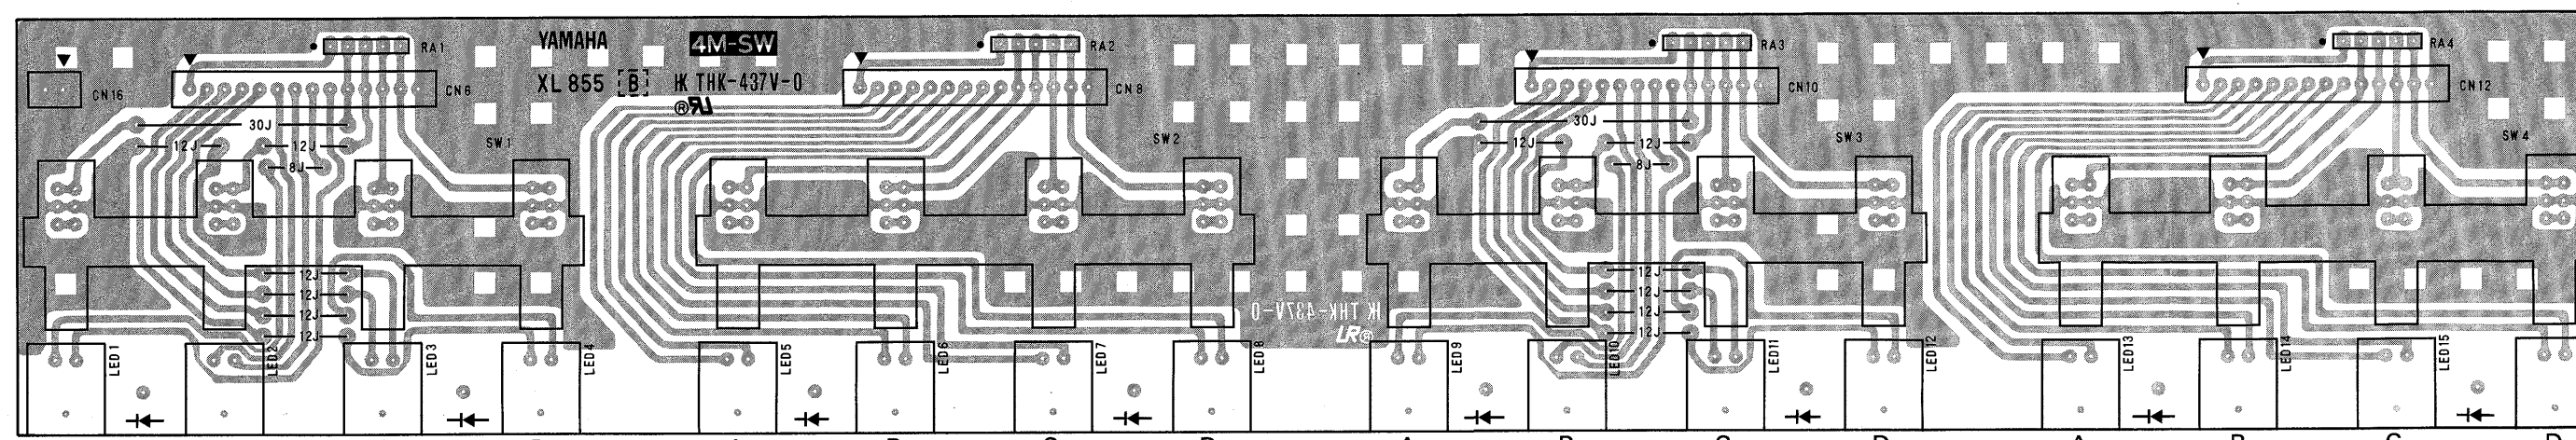 YAMAHA 4M-SW
XL 855 [B] IK THK-437V-0
®RU
RA1 RA2 RA3 RA4
CN16 CN6 CN8 CN10 CN12
30J 30J
12J 12J 12J 12J
8J 8J
SW1 SW2 SW3 SW4
12J 12J
12J 12J
12J 12J
12J 12J
IK THK-437V-0
®RU
LED1 LED2 LED3 LED4 LED5 LED6 LED7 LED8 LED9 LED10 LED11 LED12 LED13 LED14 LED15